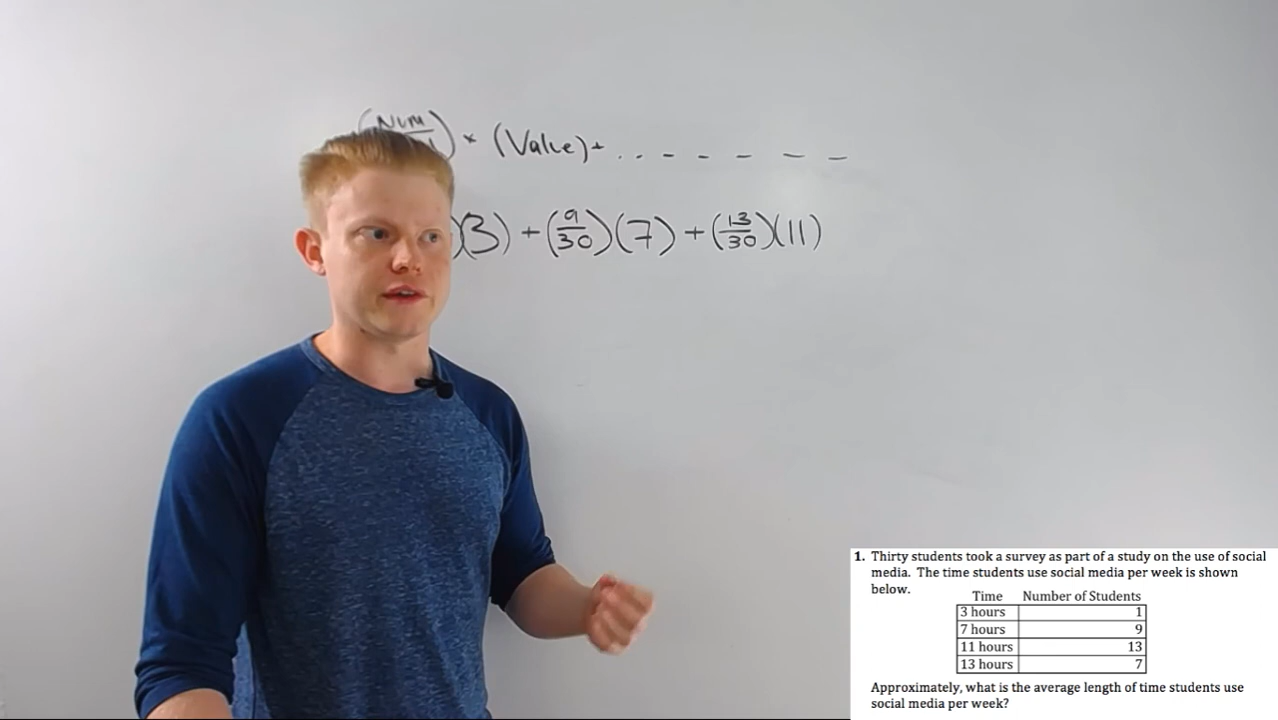 (Num) × (Value) + . . - - - - -
)(3) + (9/30)(7) + (13/30)(11)
1. Thirty students took a survey as part of a study on the use of social
media. The time students use social media per week is shown
below.
Time Number of Students
3 hours 1
7 hours 9
11 hours 13
13 hours 7
Approximately, what is the average length of time students use
social media per week?